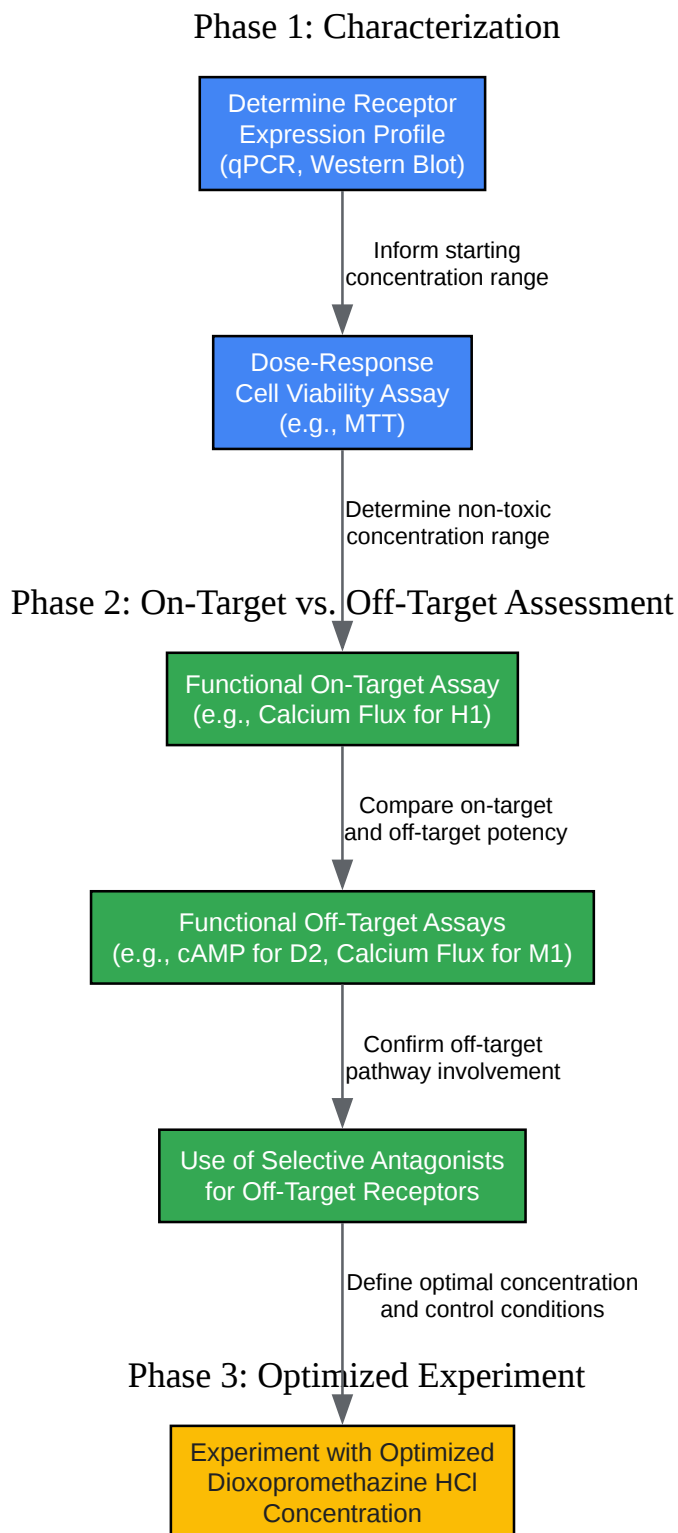 Phase 1: Characterization
Determine Receptor
Expression Profile
(qPCR, Western Blot)
Inform starting
concentration range
Dose-Response
Cell Viability Assay
(e.g., MTT)
Determine non-toxic
concentration range
Phase 2: On-Target vs. Off-Target Assessment
Functional On-Target Assay
(e.g., Calcium Flux for H1)
Compare on-target
and off-target potency
Functional Off-Target Assays
(e.g., cAMP for D2, Calcium Flux for M1)
Confirm off-target
pathway involvement
Use of Selective Antagonists
for Off-Target Receptors
Define optimal concentration
and control conditions
Phase 3: Optimized Experiment
Experiment with Optimized
Dioxopromethazine HCl
Concentration